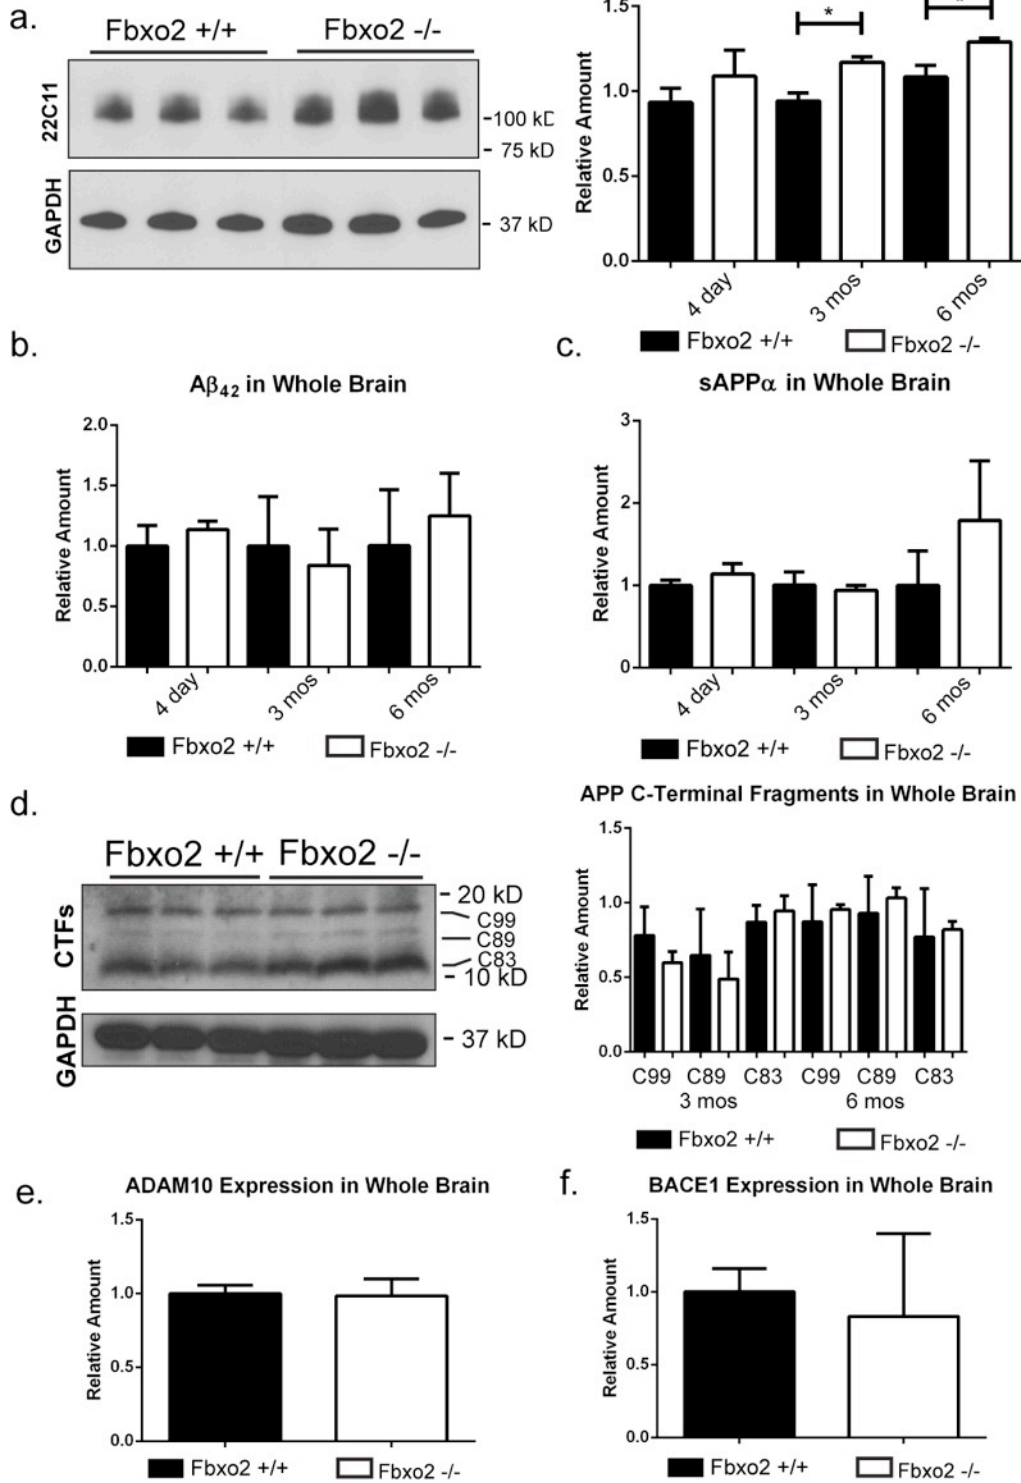 a.
Fbxo2 +/+ Fbxo2 -/-
22C11
-100 kD
- 75 kD
GAPDH
- 37 kD
Relative Amount
1.5
1.0
0.5
0.0
*
4 day 3 mos 6 mos
Fbxo2 +/+ Fbxo2 -/-
b.
Aβ42 in Whole Brain
Relative Amount
2.0
1.5
1.0
0.5
0.0
4 day 3 mos 6 mos
Fbxo2 +/+ Fbxo2 -/-
c.
sAPPα in Whole Brain
Relative Amount
3
2
1
0
4 day 3 mos 6 mos
Fbxo2 +/+ Fbxo2 -/-
d.
Fbxo2 +/+ Fbxo2 -/-
CTFs
- 20 kD
C99
C89
C83
- 10 kD
GAPDH
- 37 kD
APP C-Terminal Fragments in Whole Brain
Relative Amount
1.5
1.0
0.5
0.0
C99 C89 C83 C99 C89 C83
3 mos 6 mos
Fbxo2 +/+ Fbxo2 -/-
e.
ADAM10 Expression in Whole Brain
Relative Amount
1.5
1.0
0.5
0.0
Fbxo2 +/+ Fbxo2 -/-
f.
BACE1 Expression in Whole Brain
Relative Amount
1.5
1.0
0.5
0.0
Fbxo2 +/+ Fbxo2 -/-